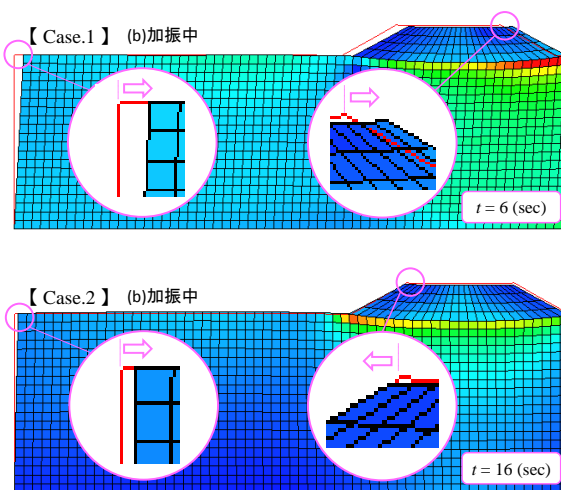 【 Case.1 】 (b)加振中
t = 6 (sec)
【 Case.2 】 (b)加振中
t = 16 (sec)